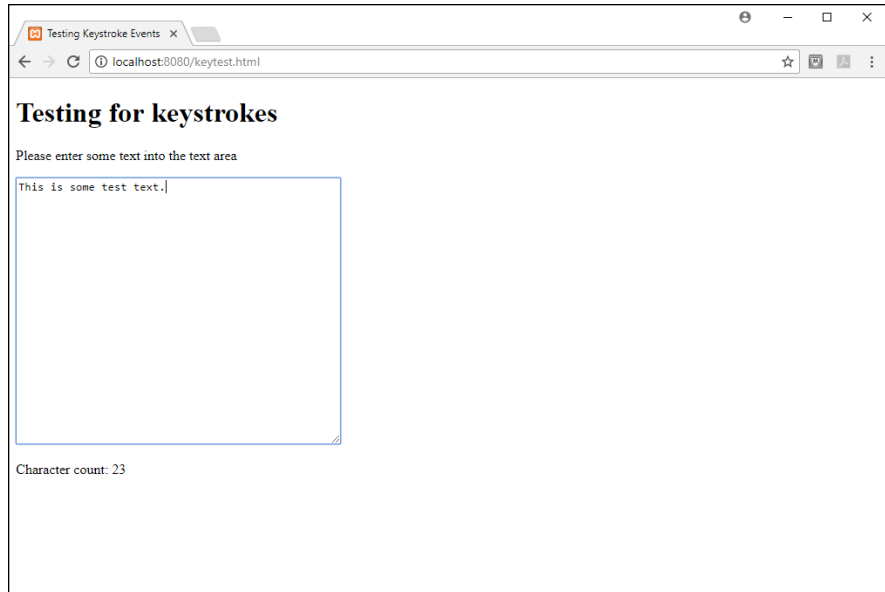 Testing Keystroke Events
localhost:8080/keytest.html
Testing for keystrokes
Please enter some text into the text area
This is some test text.
Character count: 23